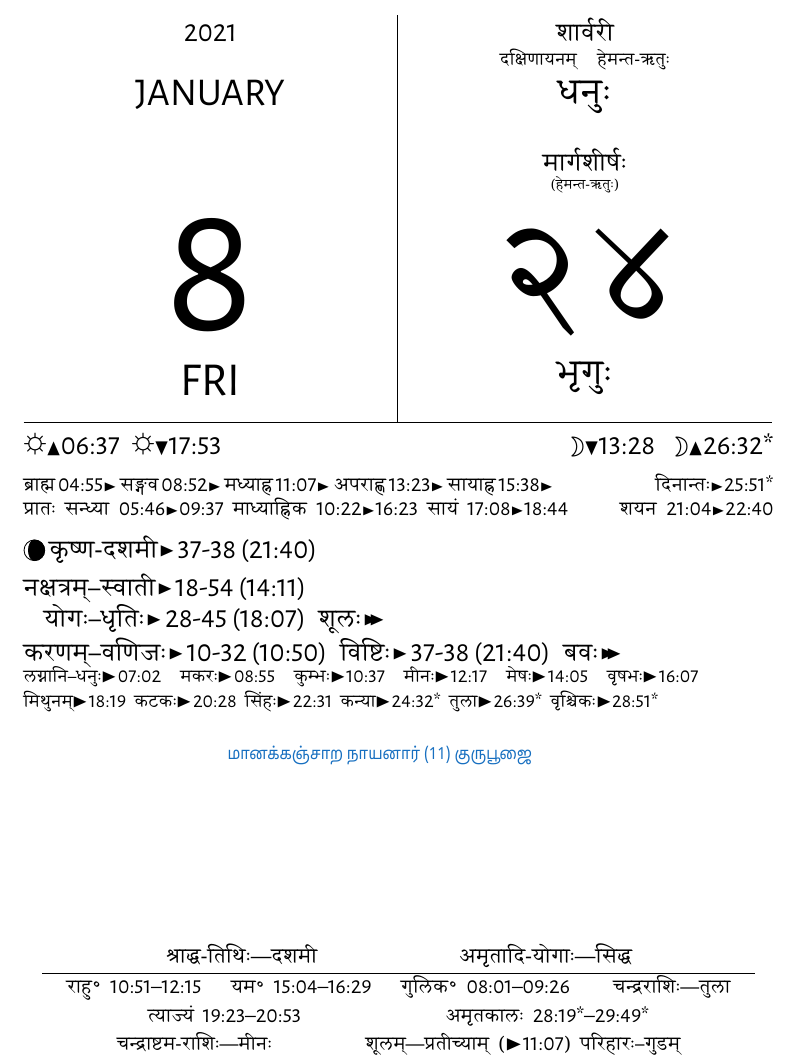 2021
JANUARY
8
FRI
शार्वरी
दक्षिणायनम् हेमन्त-ऋतुः
धनुः
मार्गशीर्षः
(हेमन्त-ऋतुः)
२४
भृगुः
☼▲06:37 ☼▼17:53 ☽▼13:28 ☽▲26:32*
ब्राह्म 04:55► सङ्गव 08:52► मध्याह्न 11:07► अपराह्ण 13:23► सायाह्न 15:38► दिनान्तः►25:51*
प्रातः सन्ध्या 05:46►09:37 माध्याह्निक 10:22►16:23 सायं 17:08►18:44 शयन 21:04►22:40
कृष्ण-दशमी►37-38 (21:40)
नक्षत्रम्–स्वाती►18-54 (14:11)
योगः–धृतिः►28-45 (18:07) शूलः►►
करणम्–वणिजः►10-32 (10:50) विष्टिः►37-38 (21:40) बवः►►
लग्नानि–धनुः►07:02 मकरः►08:55 कुम्भः►10:37 मीनः►12:17 मेषः►14:05 वृषभः►16:07
मिथुनम्►18:19 कटकः►20:28 सिंहः►22:31 कन्या►24:32* तुला►26:39* वृश्चिकः►28:51*
மானக்கஞ்சாற நாயனார் (11) குருபூஜை
श्राद्ध-तिथिः—दशमी अमृतादि-योगाः—सिद्ध
राहु° 10:51–12:15 यम° 15:04–16:29 गुलिक° 08:01–09:26 चन्द्रराशिः—तुला
त्याज्यं 19:23–20:53 अमृतकालः 28:19*–29:49*
चन्द्राष्टम-राशिः—मीनः शूलम्—प्रतीच्याम् (►11:07) परिहारः–गुडम्